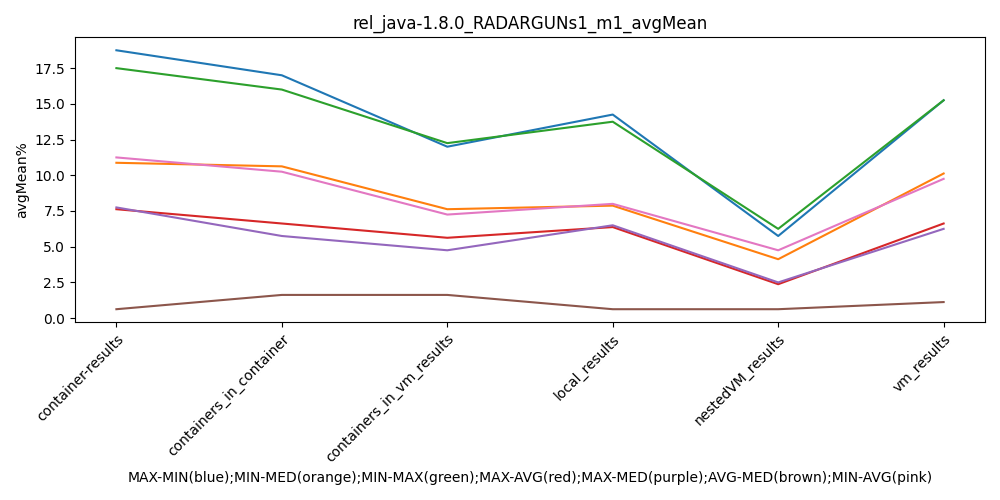 rel_java-1.8.0_RADARGUNs1_m1_avgMean
avgMean%
17.5
15.0
12.5
10.0
7.5
5.0
2.5
0.0
container-results
containers_in_container
containers_in_vm_results
local_results
nestedVM_results
vm_results
MAX-MIN(blue);MIN-MED(orange);MIN-MAX(green);MAX-AVG(red);MAX-MED(purple);AVG-MED(brown);MIN-AVG(pink)